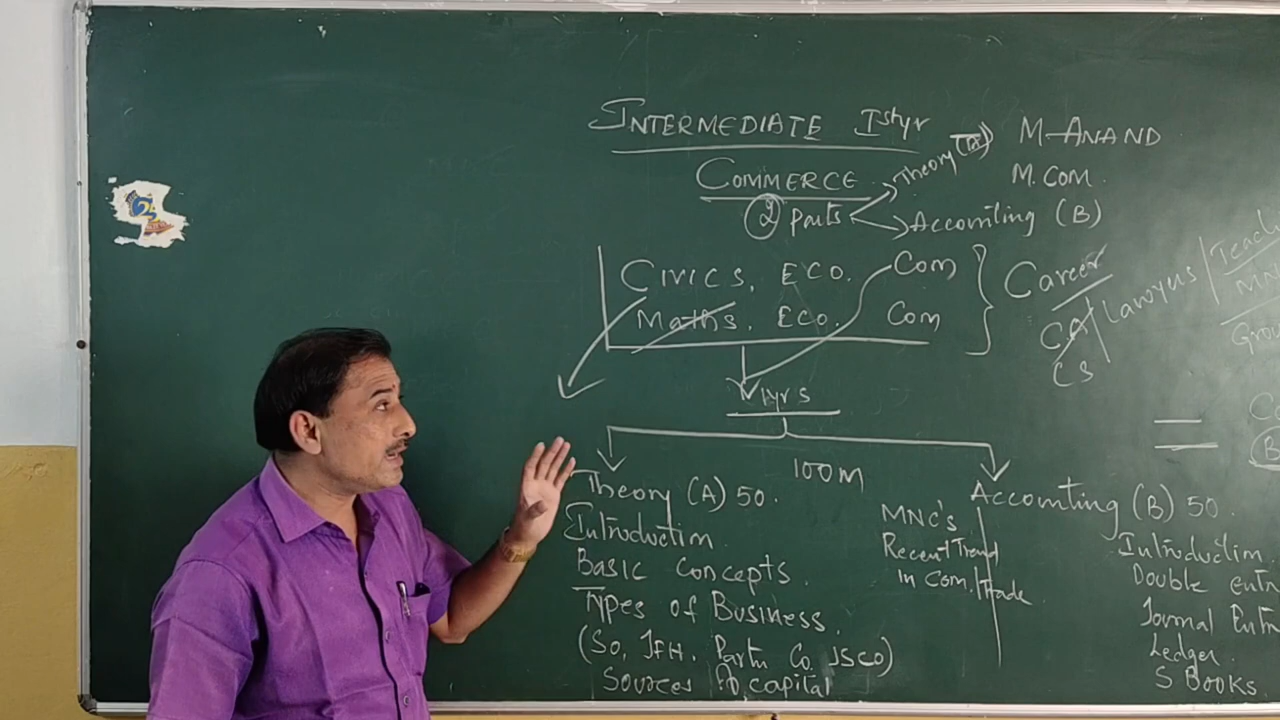 INTERMEDIATE Ist yr
M. ANAND
M.COM.
COMMERCE
② Parts
Theory (A)
Accounting (B)
CIVICS, ECO. Com
Maths, ECO. Com
Career
CA / Lawyers /
CS
1yrs
100M
Theory (A) 50.
Introduction
Basic Concepts.
Types of Business.
(So, JFH, Partn Co, JSCO)
Sources of capital
MNC's
Recent Trend
in Com/Trade
Accounting (B) 50.
Introduction
Double
Journal
Ledger
S Books
25